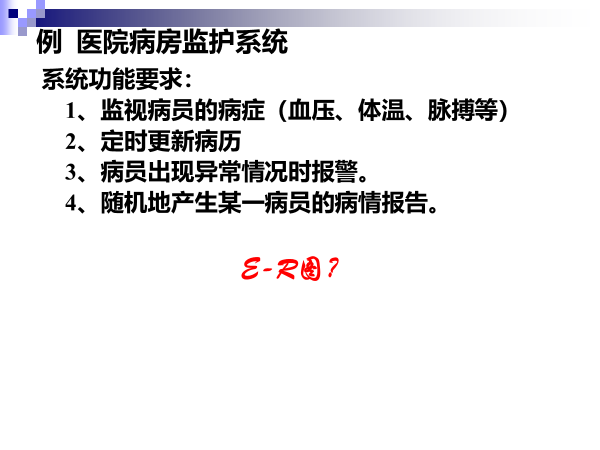 例 医院病房监护系统
系统功能要求：
1、监视病员的病症（血压、体温、脉搏等）
2、定时更新病历
3、病员出现异常情况时报警。
4、随机地产生某一病员的病情报告。
E-R图？